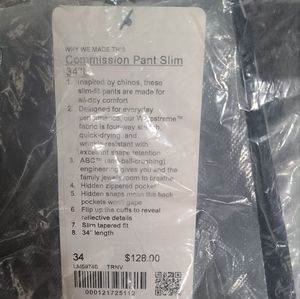 WHY WE MADE THIS
Commission Pant Slim
34"L
1. Inspired by chinos, these
slim-fit pants are made for
all-day comfort
2. Designed for everyday
performance, our Warpstreme™
fabric is four-way stretch,
quick-drying, and
wrinkle-resistant with
excellent shape retention
3. ABC™ (anti-ball-crushing)
engineering gives you and the
family jewels room to breathe
4. Hidden zippered pocket
5. Hidden snaps mean the back
pockets won't gape
6. Flip up the cuffs to reveal
reflective details
7. Slim tapered fit
8. 34" length
34 $128.00
TRNV
000121725112